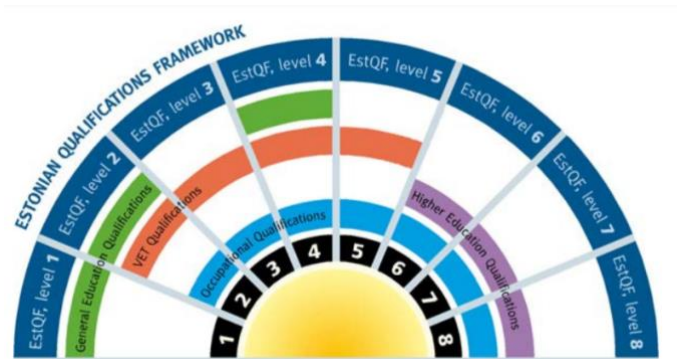 ESTONIAN QUALIFICATIONS FRAMEWORK
EstQF, level 1
EstQF, level 2
EstQF, level 3
EstQF, level 4
EstQF, level 5
EstQF, level 6
EstQF, level 7
EstQF, level 8
General Education Qualifications
VET Qualifications
Occupational Qualifications
Higher Education Qualifications
1
2
3
4
5
6
7
8